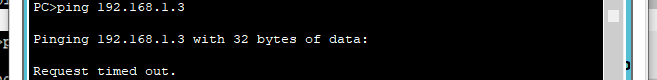 PC>ping 192.168.1.3
Pinging 192.168.1.3 with 32 bytes of data:
Request timed out.